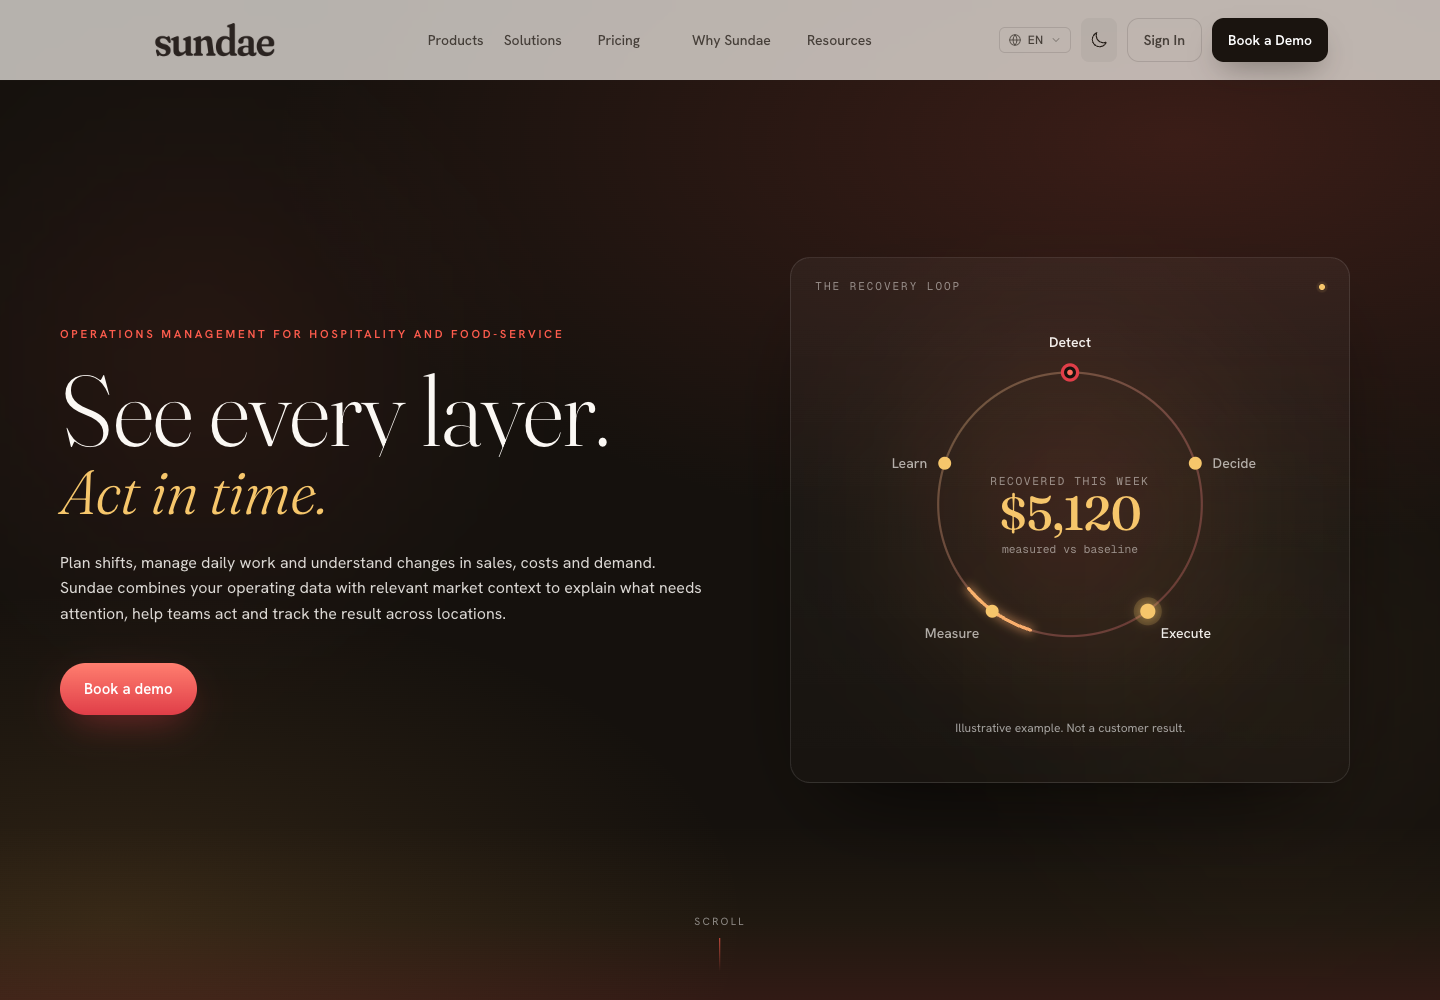 sundae
Products
Solutions
Pricing
Why Sundae
Resources
EN
Sign In
Book a Demo
OPERATIONS MANAGEMENT FOR HOSPITALITY AND FOOD-SERVICE
See every layer.
Act in time.
Plan shifts, manage daily work and understand changes in sales, costs and demand.
Sundae combines your operating data with relevant market context to explain what needs
attention, help teams act and track the result across locations.
Book a demo
THE RECOVERY LOOP
Detect
Learn
Decide
RECOVERED THIS WEEK
$5,120
measured vs baseline
Measure
Execute
Illustrative example. Not a customer result.
SCROLL